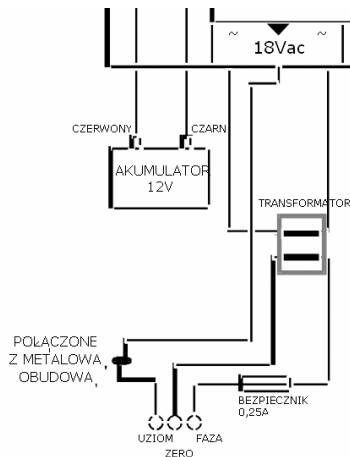 ~ ~
18Vac
CZERWONY CZARN
AKUMULATOR
12V
TRANSFORMATOR
POŁĄCZONE
Z METALOWĄ
OBUDOWĄ
BEZPIECZNIK
0,25A
UZIOM FAZA
ZERO